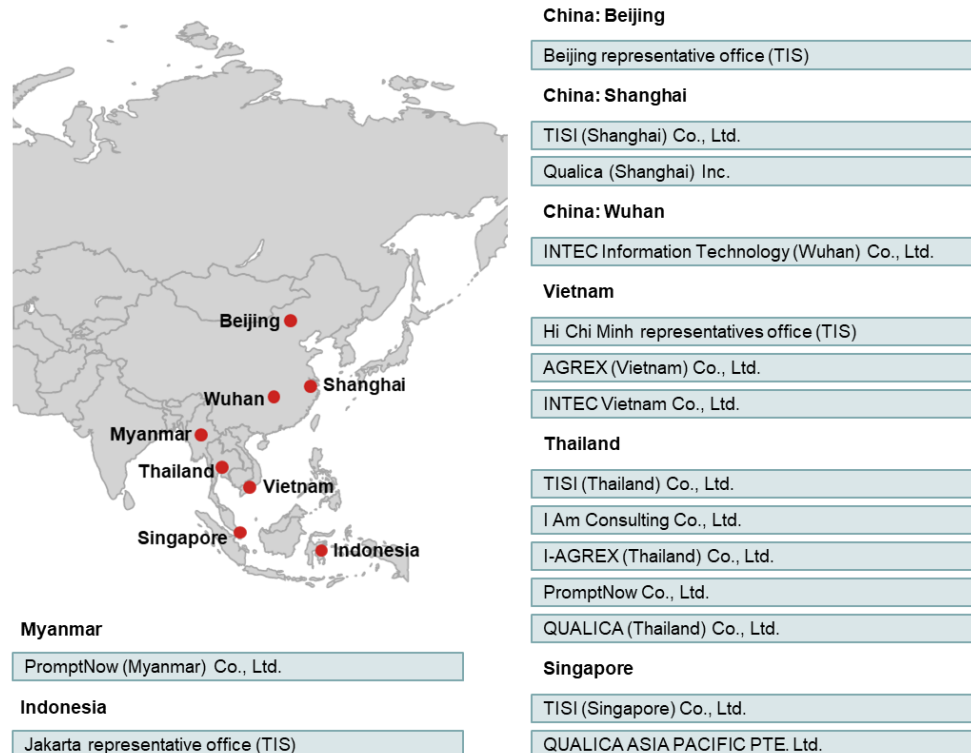 Beijing
Shanghai
Wuhan
Myanmar
Thailand
Vietnam
Singapore
Indonesia
Myanmar
PromptNow (Myanmar) Co., Ltd.
Indonesia
Jakarta representative office (TIS)
China: Beijing
Beijing representative office (TIS)
China: Shanghai
TISI (Shanghai) Co., Ltd.
Qualica (Shanghai) Inc.
China: Wuhan
INTEC Information Technology (Wuhan) Co., Ltd.
Vietnam
Hi Chi Minh representatives office (TIS)
AGREX (Vietnam) Co., Ltd.
INTEC Vietnam Co., Ltd.
Thailand
TISI (Thailand) Co., Ltd.
I Am Consulting Co., Ltd.
I-AGREX (Thailand) Co., Ltd.
PromptNow Co., Ltd.
QUALICA (Thailand) Co., Ltd.
Singapore
TISI (Singapore) Co., Ltd.
QUALICA ASIA PACIFIC PTE. Ltd.